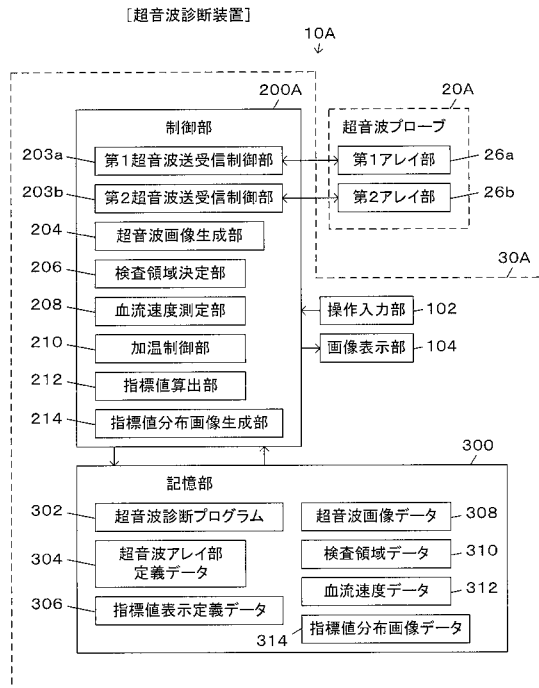 [超音波診断装置]
10A
200A
制御部
203a 第1超音波送受信制御部
203b 第2超音波送受信制御部
204 超音波画像生成部
206 検査領域決定部
208 血流速度測定部
210 加温制御部
212 指標値算出部
214 指標値分布画像生成部
20A
超音波プローブ
第1アレイ部 26a
第2アレイ部 26b
30A
操作入力部 102
画像表示部 104
300
記憶部
302 超音波診断プログラム
304 超音波アレイ部
定義データ
306 指標値表示定義データ
超音波画像データ 308
検査領域データ 310
血流速度データ 312
314 指標値分布画像データ